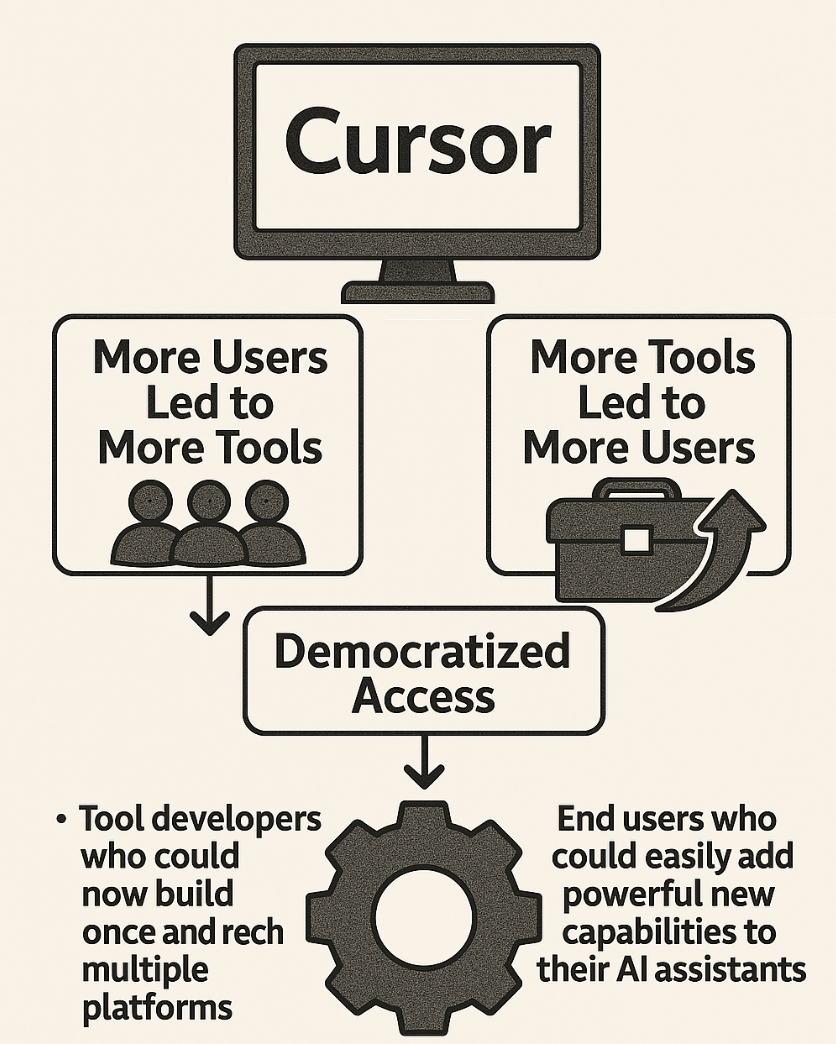 Cursor
More Users
Led to
More Tools
More Tools
Led to
More Users
Democratized
Access
• Tool developers
who could
now build
once and rech
multiple
platforms
End users who
could easily add
powerful new
capabilities to
their AI assistants